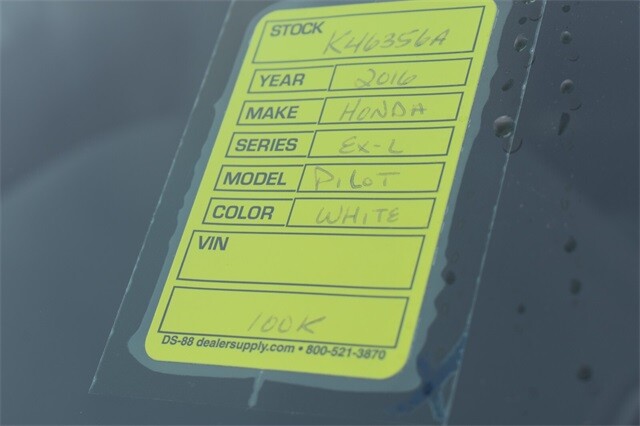 STOCK K46356A
YEAR 2016
MAKE HONDA
SERIES EX-L
MODEL PILOT
COLOR WHITE
VIN
100K
DS-88 dealersupply.com • 800-521-3870